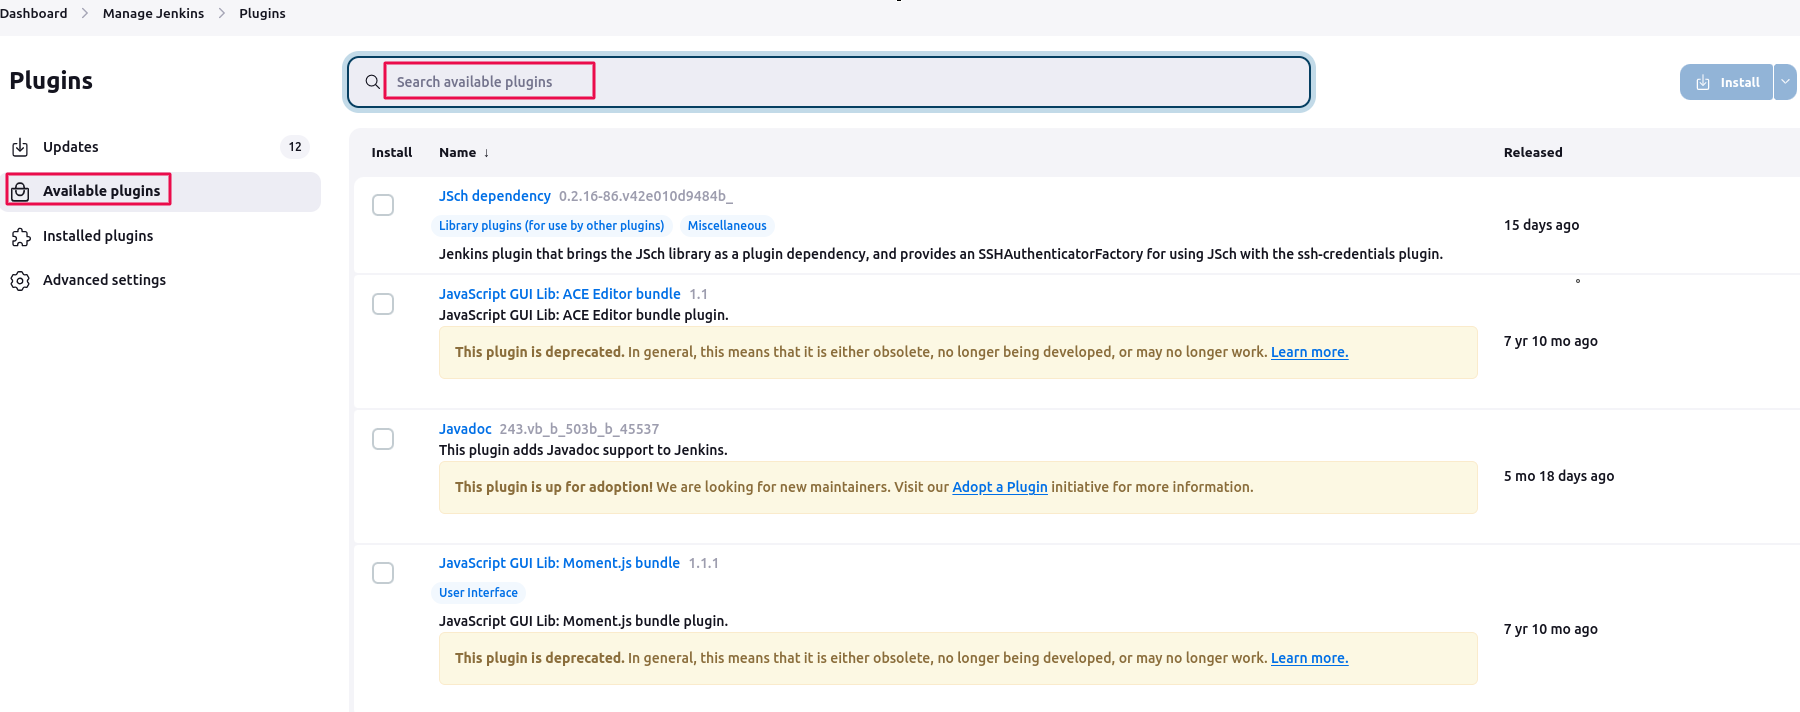 Dashboard > Manage Jenkins > Plugins
Plugins
Search available plugins
Install
Updates 12
Available plugins
Installed plugins
Advanced settings
Install Name ↓ Released
JSch dependency 0.2.16-86.v42e010d9484b_
Library plugins (for use by other plugins) Miscellaneous
Jenkins plugin that brings the JSch library as a plugin dependency, and provides an SSHAuthenticatorFactory for using JSch with the ssh-credentials plugin.
15 days ago
JavaScript GUI Lib: ACE Editor bundle 1.1
JavaScript GUI Lib: ACE Editor bundle plugin.
This plugin is deprecated. In general, this means that it is either obsolete, no longer being developed, or may no longer work. Learn more.
7 yr 10 mo ago
Javadoc 243.vb_b_503b_b_45537
This plugin adds Javadoc support to Jenkins.
This plugin is up for adoption! We are looking for new maintainers. Visit our Adopt a Plugin initiative for more information.
5 mo 18 days ago
JavaScript GUI Lib: Moment.js bundle 1.1.1
User Interface
JavaScript GUI Lib: Moment.js bundle plugin.
This plugin is deprecated. In general, this means that it is either obsolete, no longer being developed, or may no longer work. Learn more.
7 yr 10 mo ago